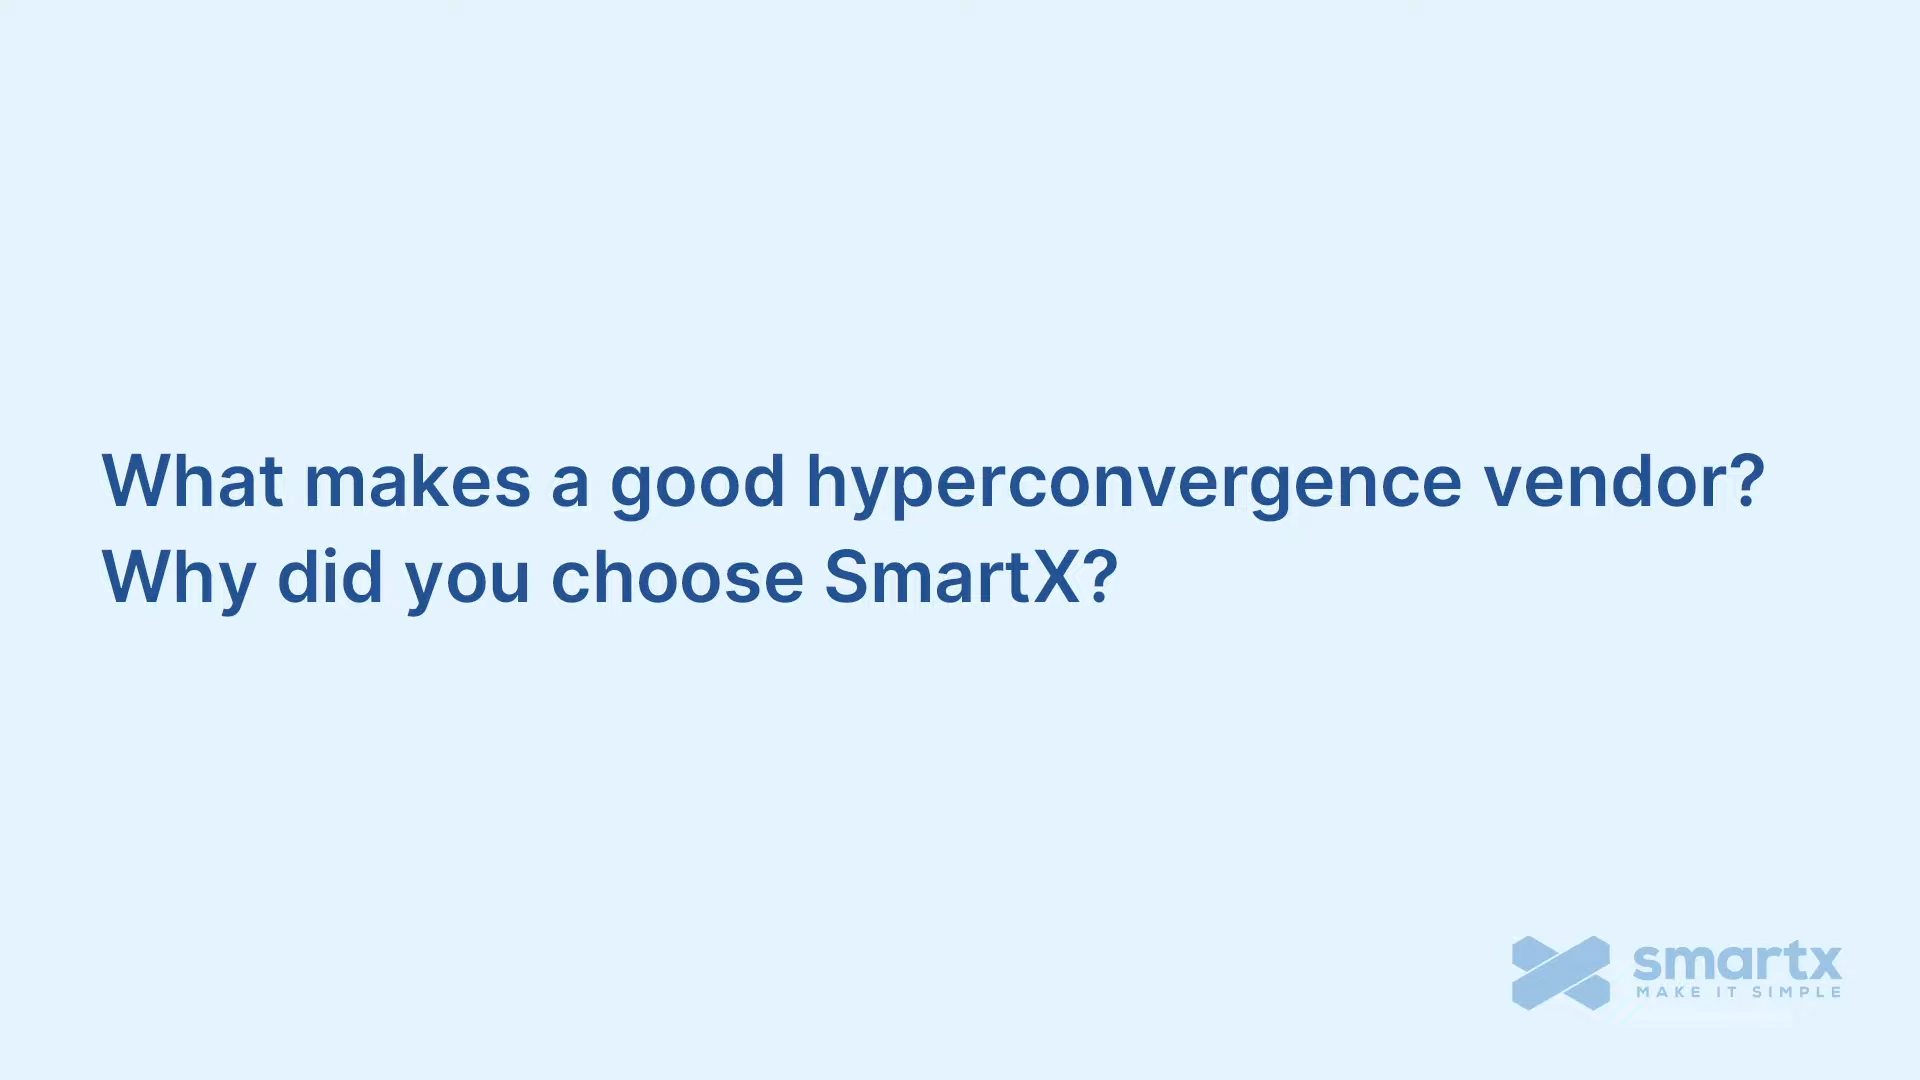 What makes a good hyperconvergence vendor?
Why did you choose SmartX?
smartx
MAKE IT SIMPLE